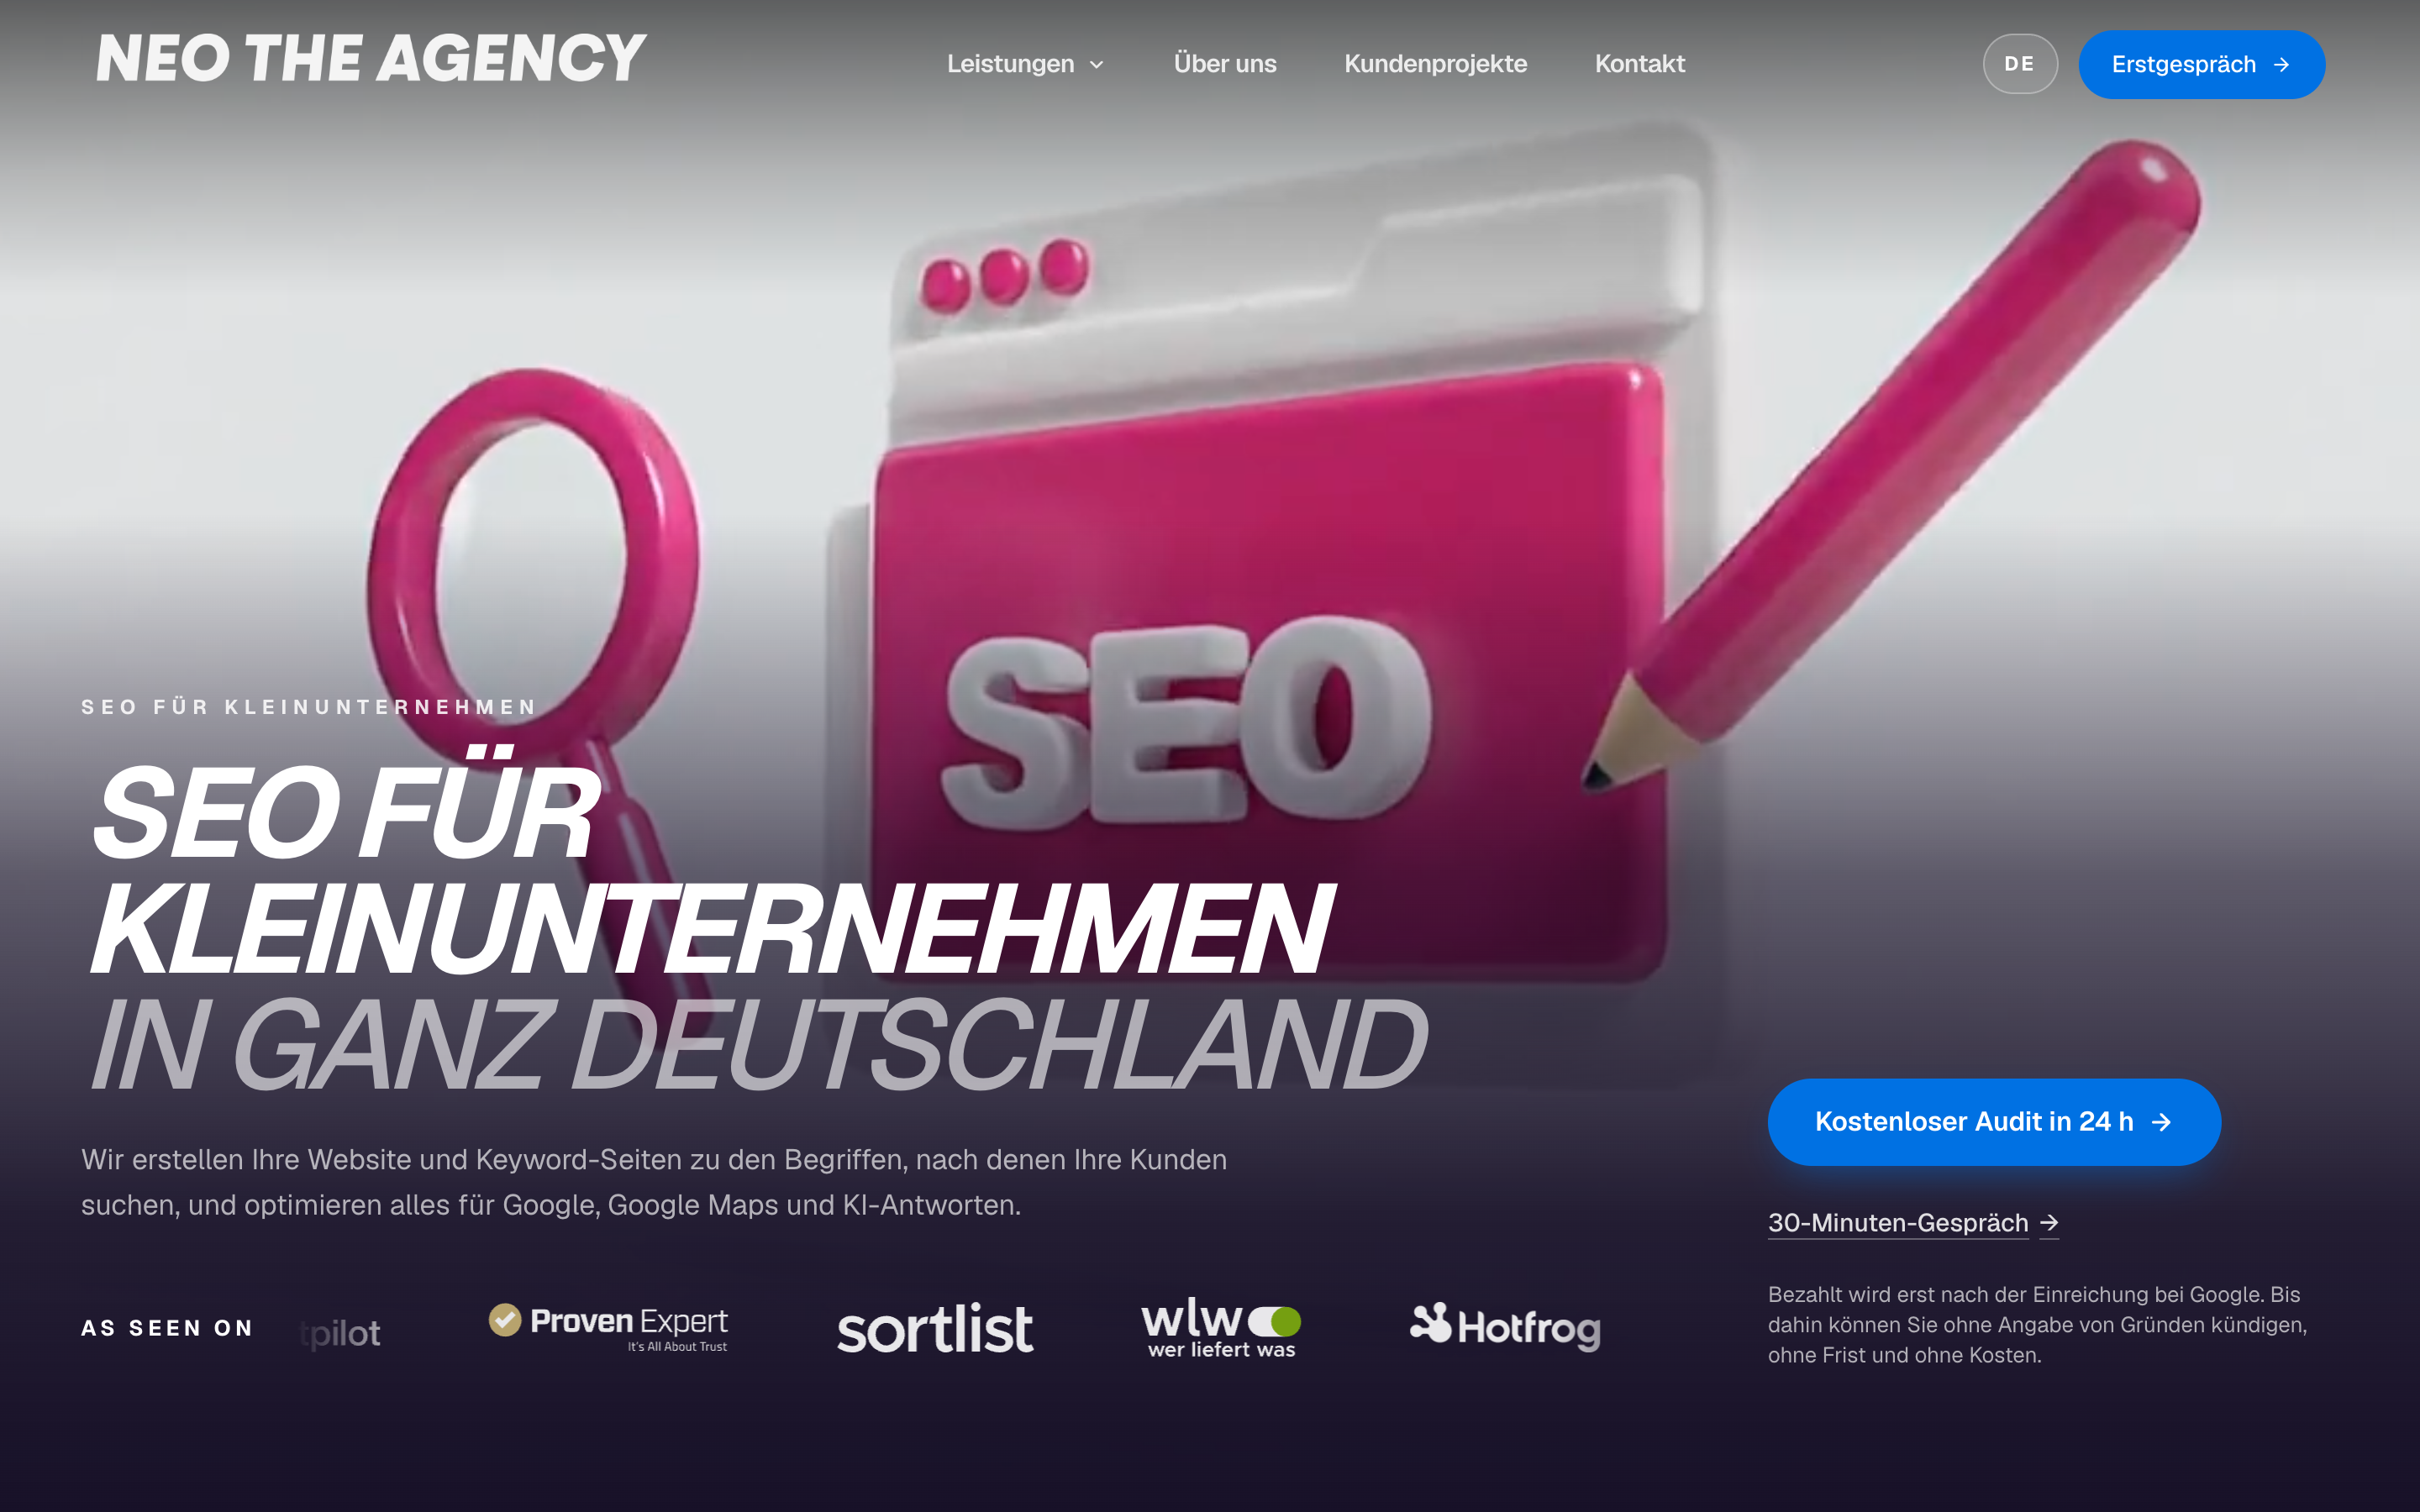 NEO THE AGENCY
Leistungen
Über uns
Kundenprojekte
Kontakt
DE
Erstgespräch →
SEO
SEO FÜR KLEINUNTERNEHMEN
SEO FÜR
KLEINUNTERNEHMEN
IN GANZ DEUTSCHLAND
Wir erstellen Ihre Website und Keyword-Seiten zu den Begriffen, nach denen Ihre Kunden
suchen, und optimieren alles für Google, Google Maps und KI-Antworten.
Kostenloser Audit in 24 h →
30-Minuten-Gespräch →
Bezahlt wird erst nach der Einreichung bei Google. Bis
dahin können Sie ohne Angabe von Gründen kündigen,
ohne Frist und ohne Kosten.
AS SEEN ON
tpilot
Proven Expert
It's All About Trust
sortlist
wlw
wer liefert was
Hotfrog